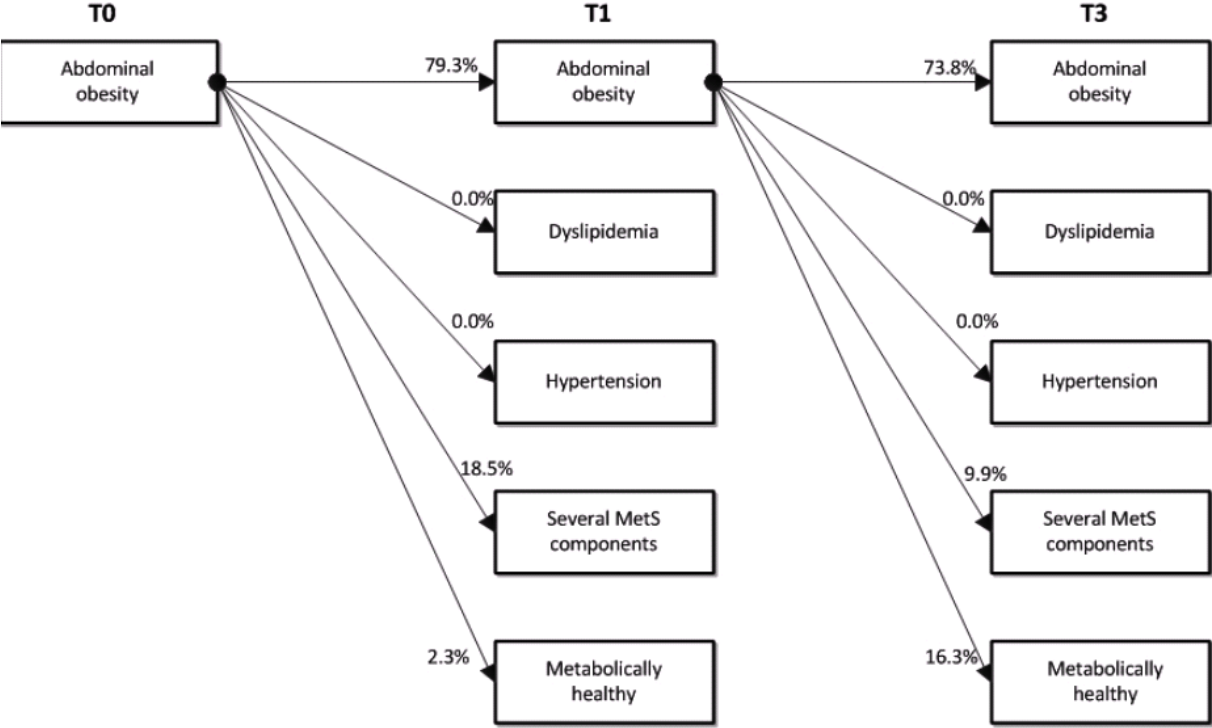 T0
T1
T3
Abdominal
obesity
79.3%
Abdominal
obesity
73.8%
Abdominal
obesity
0.0%
Dyslipidemia
0.0%
Dyslipidemia
0.0%
Hypertension
0.0%
Hypertension
18.5%
Several MetS
components
9.9%
Several MetS
components
2.3%
Metabolically
healthy
16.3%
Metabolically
healthy